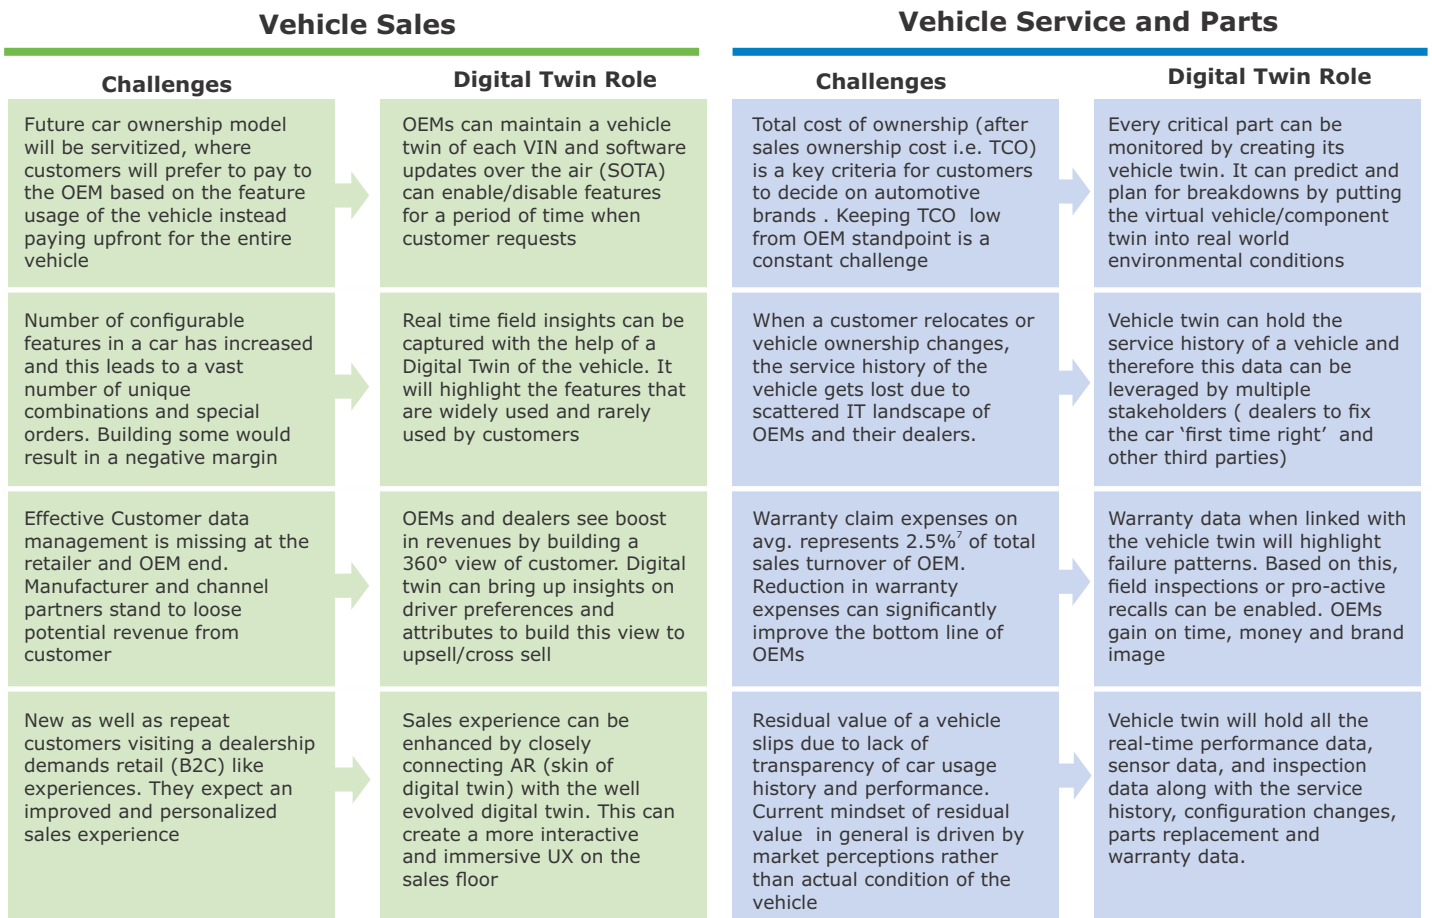 Vehicle Sales
Challenges
Digital Twin Role
Future car ownership model
will be servitized, where
customers will prefer to pay to
the OEM based on the feature
usage of the vehicle instead
paying upfront for the entire
vehicle
OEMs can maintain a vehicle
twin of each VIN and software
updates over the air (SOTA)
can enable/disable features
for a period of time when
customer requests
Number of configurable
features in a car has increased
and this leads to a vast
number of unique
combinations and special
orders. Building some would
result in a negative margin
Real time field insights can be
captured with the help of a
Digital Twin of the vehicle. It
will highlight the features that
are widely used and rarely
used by customers
Effective Customer data
management is missing at the
retailer and OEM end.
Manufacturer and channel
partners stand to loose
potential revenue from
customer
OEMs and dealers see boost
in revenues by building a
360° view of customer. Digital
twin can bring up insights on
driver preferences and
attributes to build this view to
upsell/cross sell
New as well as repeat
customers visiting a dealership
demands retail (B2C) like
experiences. They expect an
improved and personalized
sales experience
Sales experience can be
enhanced by closely
connecting AR (skin of
digital twin) with the well
evolved digital twin. This can
create a more interactive
and immersive UX on the
sales floor
Vehicle Service and Parts
Challenges
Digital Twin Role
Total cost of ownership (after
sales ownership cost i.e. TCO)
is a key criteria for customers
to decide on automotive
brands . Keeping TCO  low
from OEM standpoint is a
constant challenge
Every critical part can be
monitored by creating its
vehicle twin. It can predict and
plan for breakdowns by putting
the virtual vehicle/component
twin into real world
environmental conditions
When a customer relocates or
vehicle ownership changes,
the service history of the
vehicle gets lost due to
scattered IT landscape of
OEMs and their dealers.
Vehicle twin can hold the
service history of a vehicle and
therefore this data can be
leveraged by multiple
stakeholders ( dealers to fix
the car ‘first time right’  and
other third parties)
Warranty claim expenses on
avg. represents 2.5%⁷ of total
sales turnover of OEM.
Reduction in warranty
expenses can significantly
improve the bottom line of
OEMs
Warranty data when linked with
the vehicle twin will highlight
failure patterns. Based on this,
field inspections or pro-active
recalls can be enabled. OEMs
gain on time, money and brand
image
Residual value of a vehicle
slips due to lack of
transparency of car usage
history and performance.
Current mindset of residual
value  in general is driven by
market perceptions rather
than actual condition of the
vehicle
Vehicle twin will hold all the
real-time performance data,
sensor data, and inspection
data along with the service
history, configuration changes,
parts replacement and
warranty data.